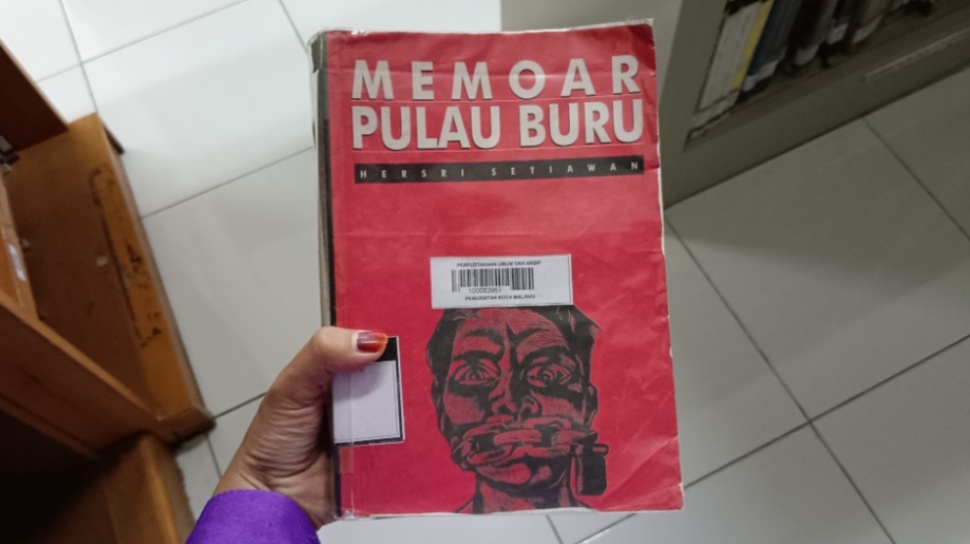 MEMOAR
PULAU BURU
HERSRI SETIAWAN
PERPUSTAKAAN UMUM DAN ARSIP
PEMERINTAH KOTA MALANG